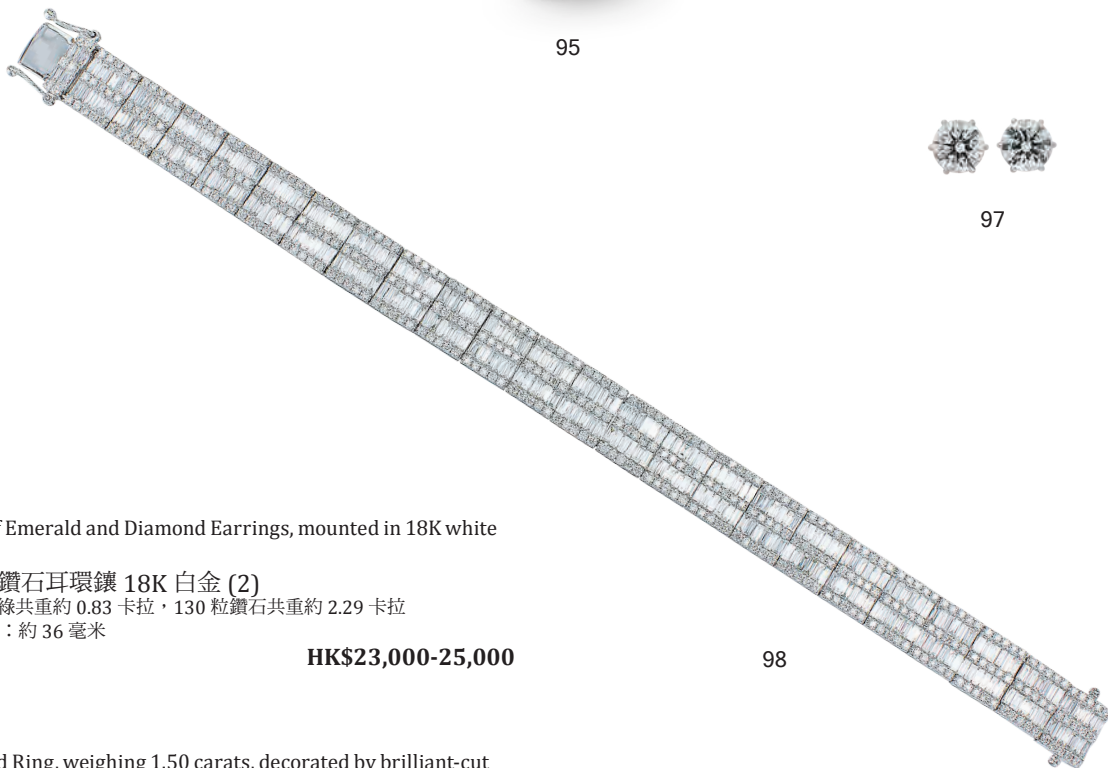 95
97
Emerald and Diamond Earrings, mounted in 18K white
鑽石耳環鑲 18K 白金 (2)
綠共重約 0.83 卡拉，130 粒鑽石共重約 2.29 卡拉
：約 36 毫米
HK$23,000-25,000
98
Ring, weighing 1.50 carats, decorated by brilliant-cut